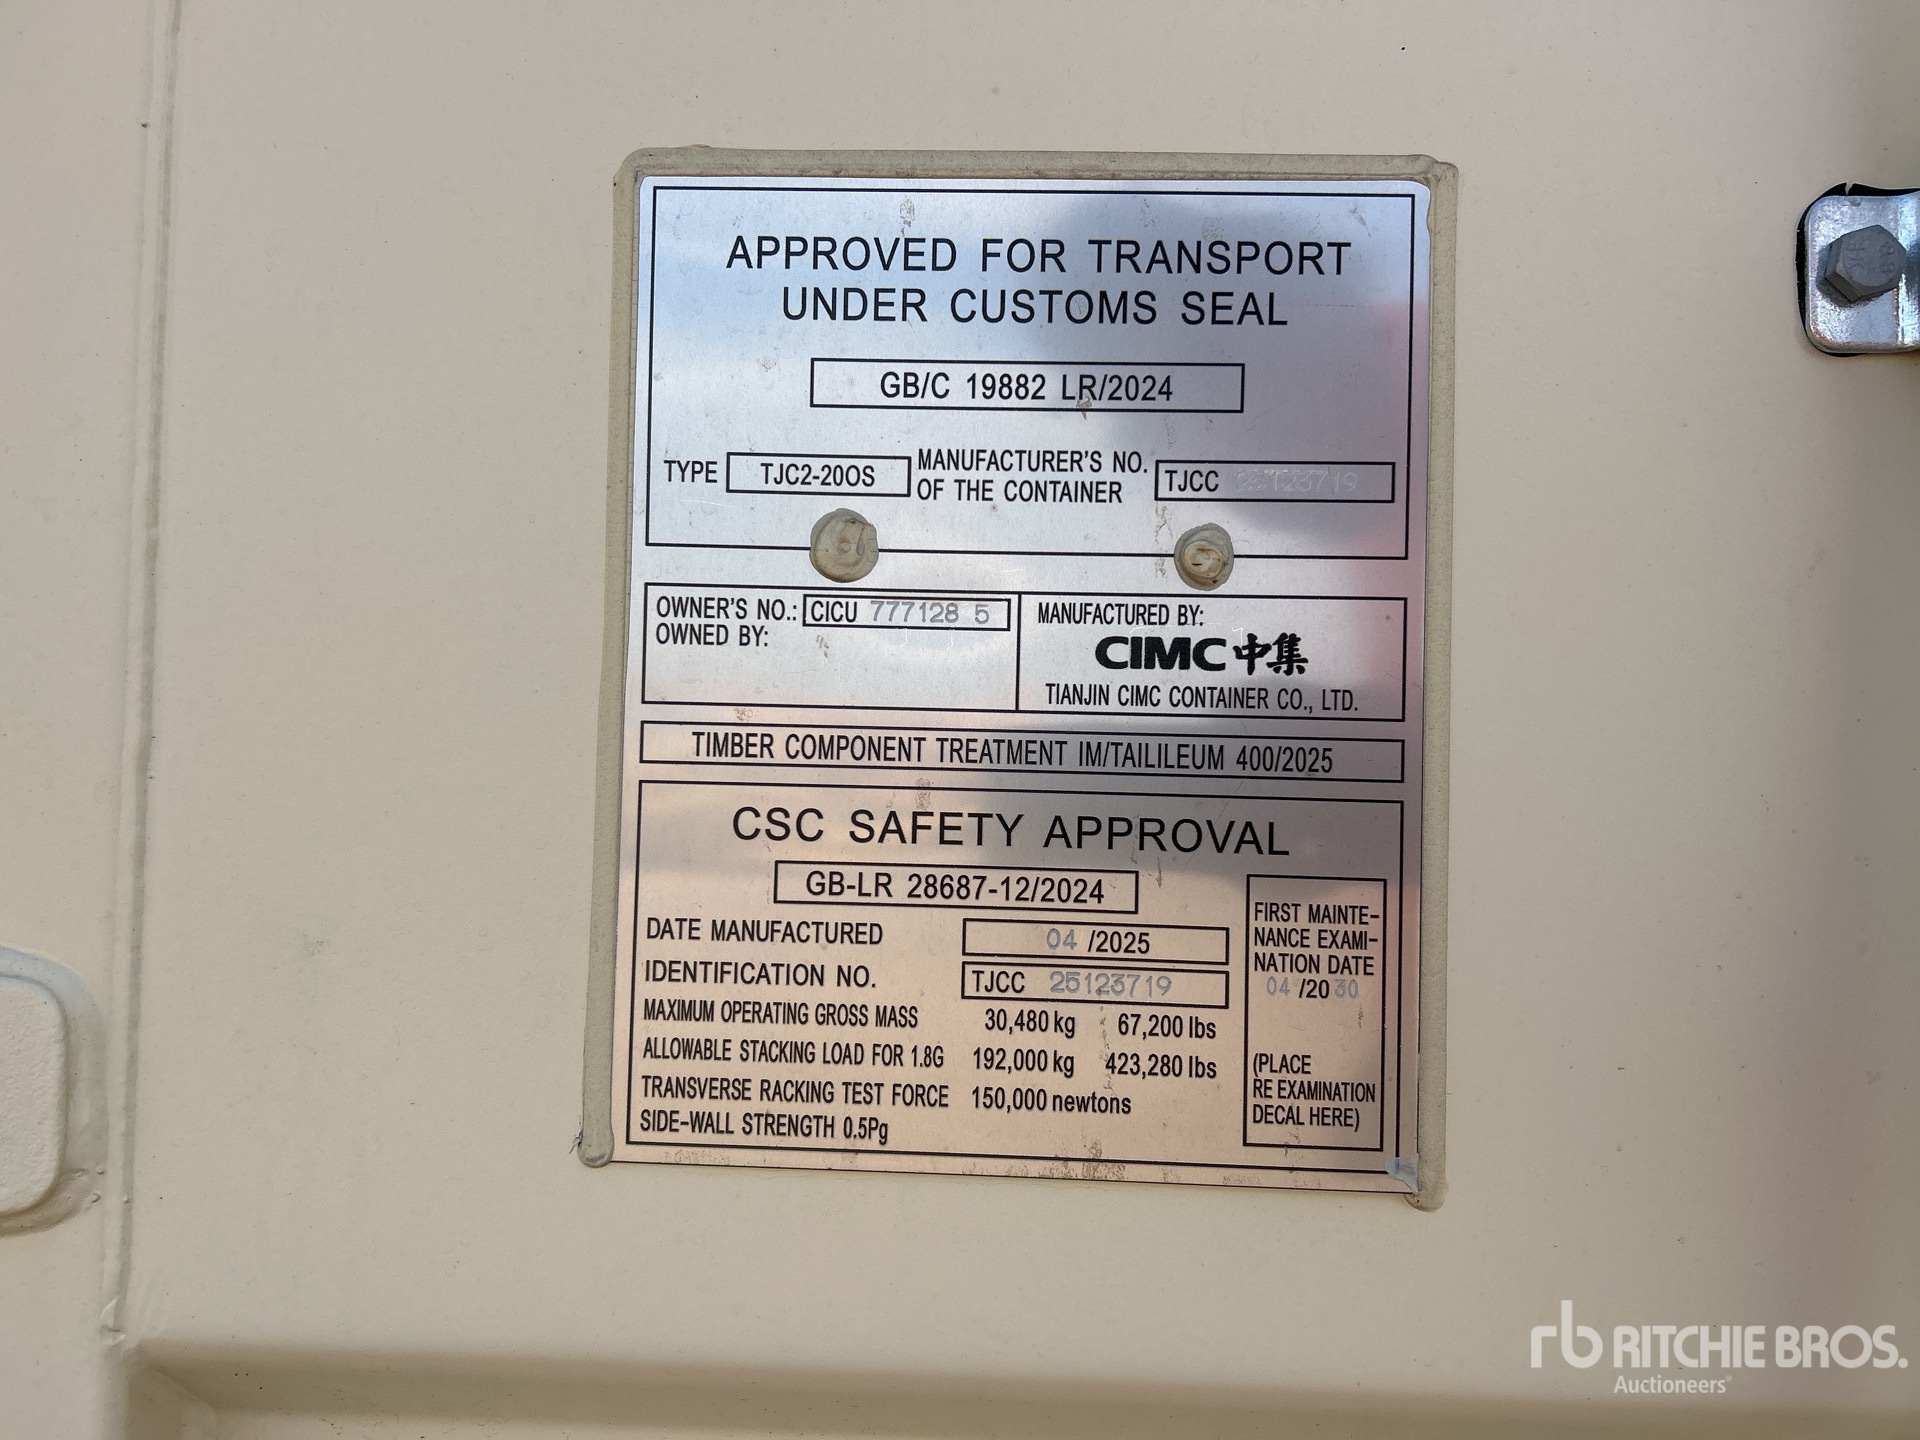 APPROVED FOR TRANSPORT
UNDER CUSTOMS SEAL
GB/C 19882 LR/2024
TYPE TJC2-20OS MANUFACTURER'S NO.
OF THE CONTAINER TJCC 25123719
OWNER'S NO.: CICU 777128 5
OWNED BY:
MANUFACTURED BY:
CIMC 中集
TIANJIN CIMC CONTAINER CO., LTD.
TIMBER COMPONENT TREATMENT IM/TAILILEUM 400/2025
CSC SAFETY APPROVAL
GB-LR 28687-12/2024
DATE MANUFACTURED 04 /2025
IDENTIFICATION NO. TJCC 25123719
MAXIMUM OPERATING GROSS MASS 30,480 kg 67,200 lbs
ALLOWABLE STACKING LOAD FOR 1.8G 192,000 kg 423,280 lbs
TRANSVERSE RACKING TEST FORCE 150,000 newtons
SIDE-WALL STRENGTH 0.5Pg
FIRST MAINTE-
NANCE EXAMI-
NATION DATE
04 /20 30
(PLACE
RE EXAMINATION
DECAL HERE)
rb RITCHIE BROS.
Auctioneers